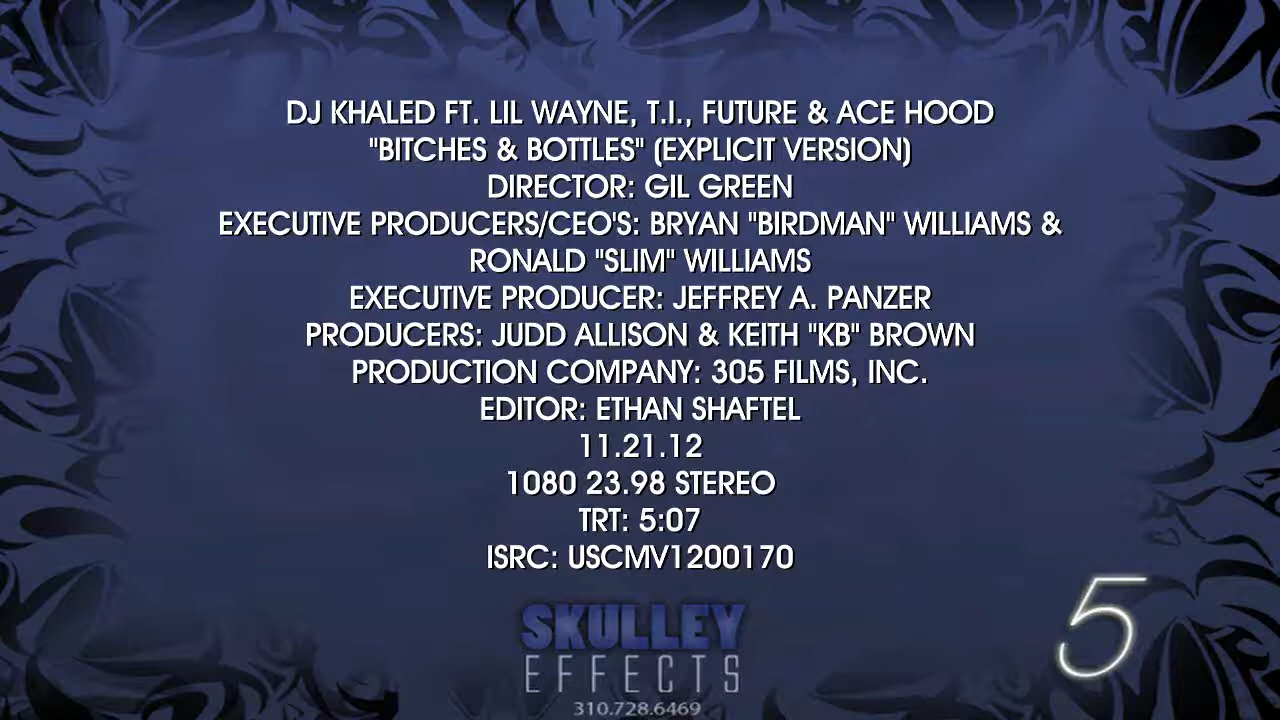 DJ KHALED FT. LIL WAYNE, T.I., FUTURE & ACE HOOD
"BITCHES & BOTTLES" (EXPLICIT VERSION)
DIRECTOR: GIL GREEN
EXECUTIVE PRODUCERS/CEO'S: BRYAN "BIRDMAN" WILLIAMS &
RONALD "SLIM" WILLIAMS
EXECUTIVE PRODUCER: JEFFREY A. PANZER
PRODUCERS: JUDD ALLISON & KEITH "KB" BROWN
PRODUCTION COMPANY: 305 FILMS, INC.
EDITOR: ETHAN SHAFTEL
11.21.12
1080 23.98 STEREO
TRT: 5:07
ISRC: USCMV1200170
SKULLEY
EFFECTS
310.728.6469
5